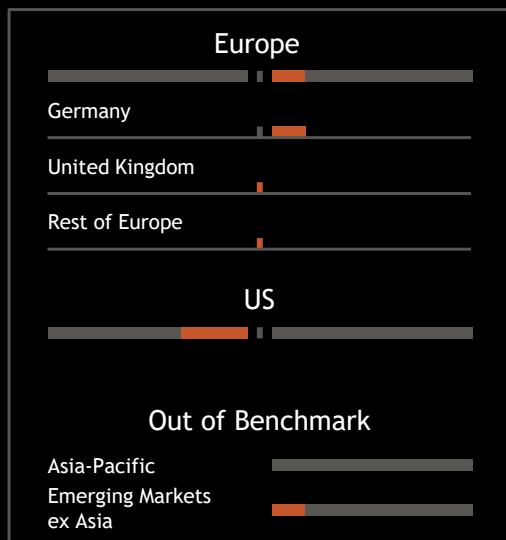 Europe
Germany
United Kingdom
Rest of Europe
US
Out of Benchmark
Asia-Pacific
Emerging Markets
ex Asia